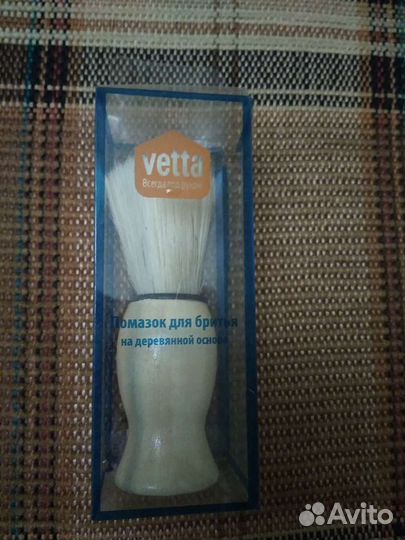 vetta
Всегда под рукой
Помазок для бритья
на деревянной основе
Avito